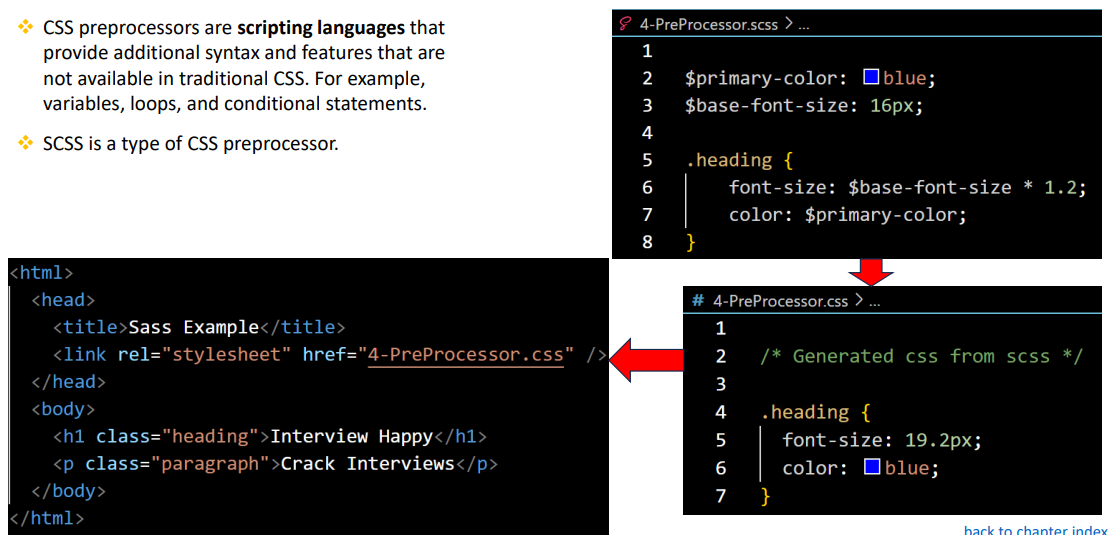 ❖ CSS preprocessors are scripting languages that
provide additional syntax and features that are
not available in traditional CSS. For example,
variables, loops, and conditional statements.
❖ SCSS is a type of CSS preprocessor.
4-PreProcessor.scss > ...
1
2 $primary-color: blue;
3 $base-font-size: 16px;
4
5 .heading {
6 font-size: $base-font-size * 1.2;
7 color: $primary-color;
8 }
<html>
<head>
<title>Sass Example</title>
<link rel="stylesheet" href="4-PreProcessor.css" />
</head>
<body>
<h1 class="heading">Interview Happy</h1>
<p class="paragraph">Crack Interviews</p>
</body>
</html>
# 4-PreProcessor.css > ...
1
2 /* Generated css from scss */
3
4 .heading {
5 font-size: 19.2px;
6 color: blue;
7 }
back to chapter index